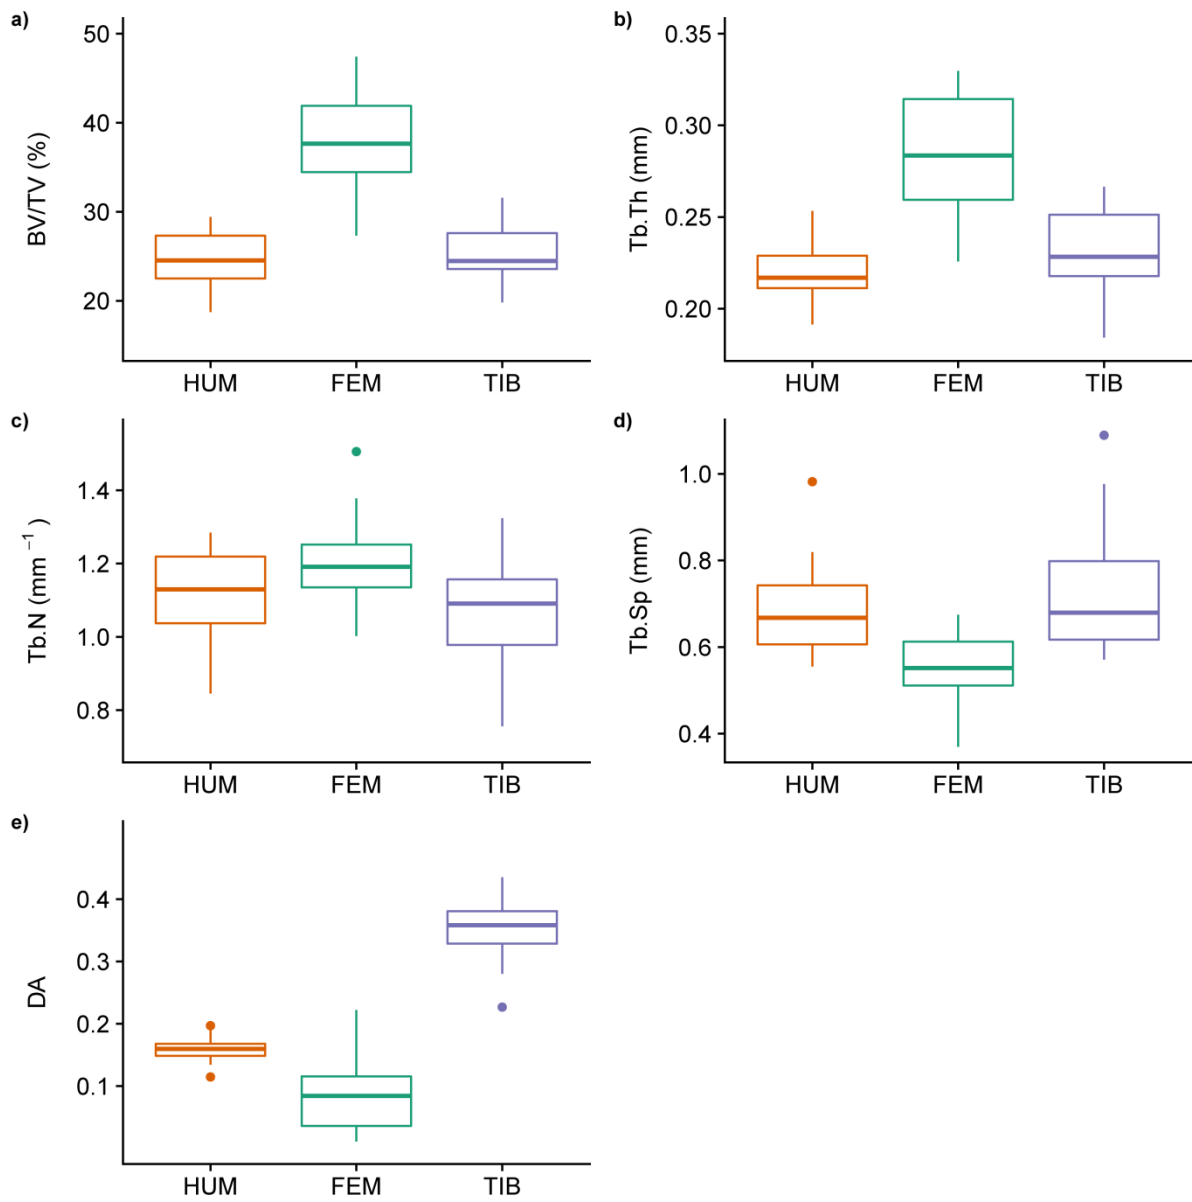 a)
50
40
30
20
BV/TV (%)
HUM FEM TIB
b)
0.35
0.30
0.25
0.20
Tb.Th (mm)
HUM FEM TIB
c)
1.4
1.2
1.0
0.8
Tb.N (mm⁻¹ )
HUM FEM TIB
d)
1.0
0.8
0.6
0.4
Tb.Sp (mm)
HUM FEM TIB
e)
0.4
0.3
0.2
0.1
DA
HUM FEM TIB